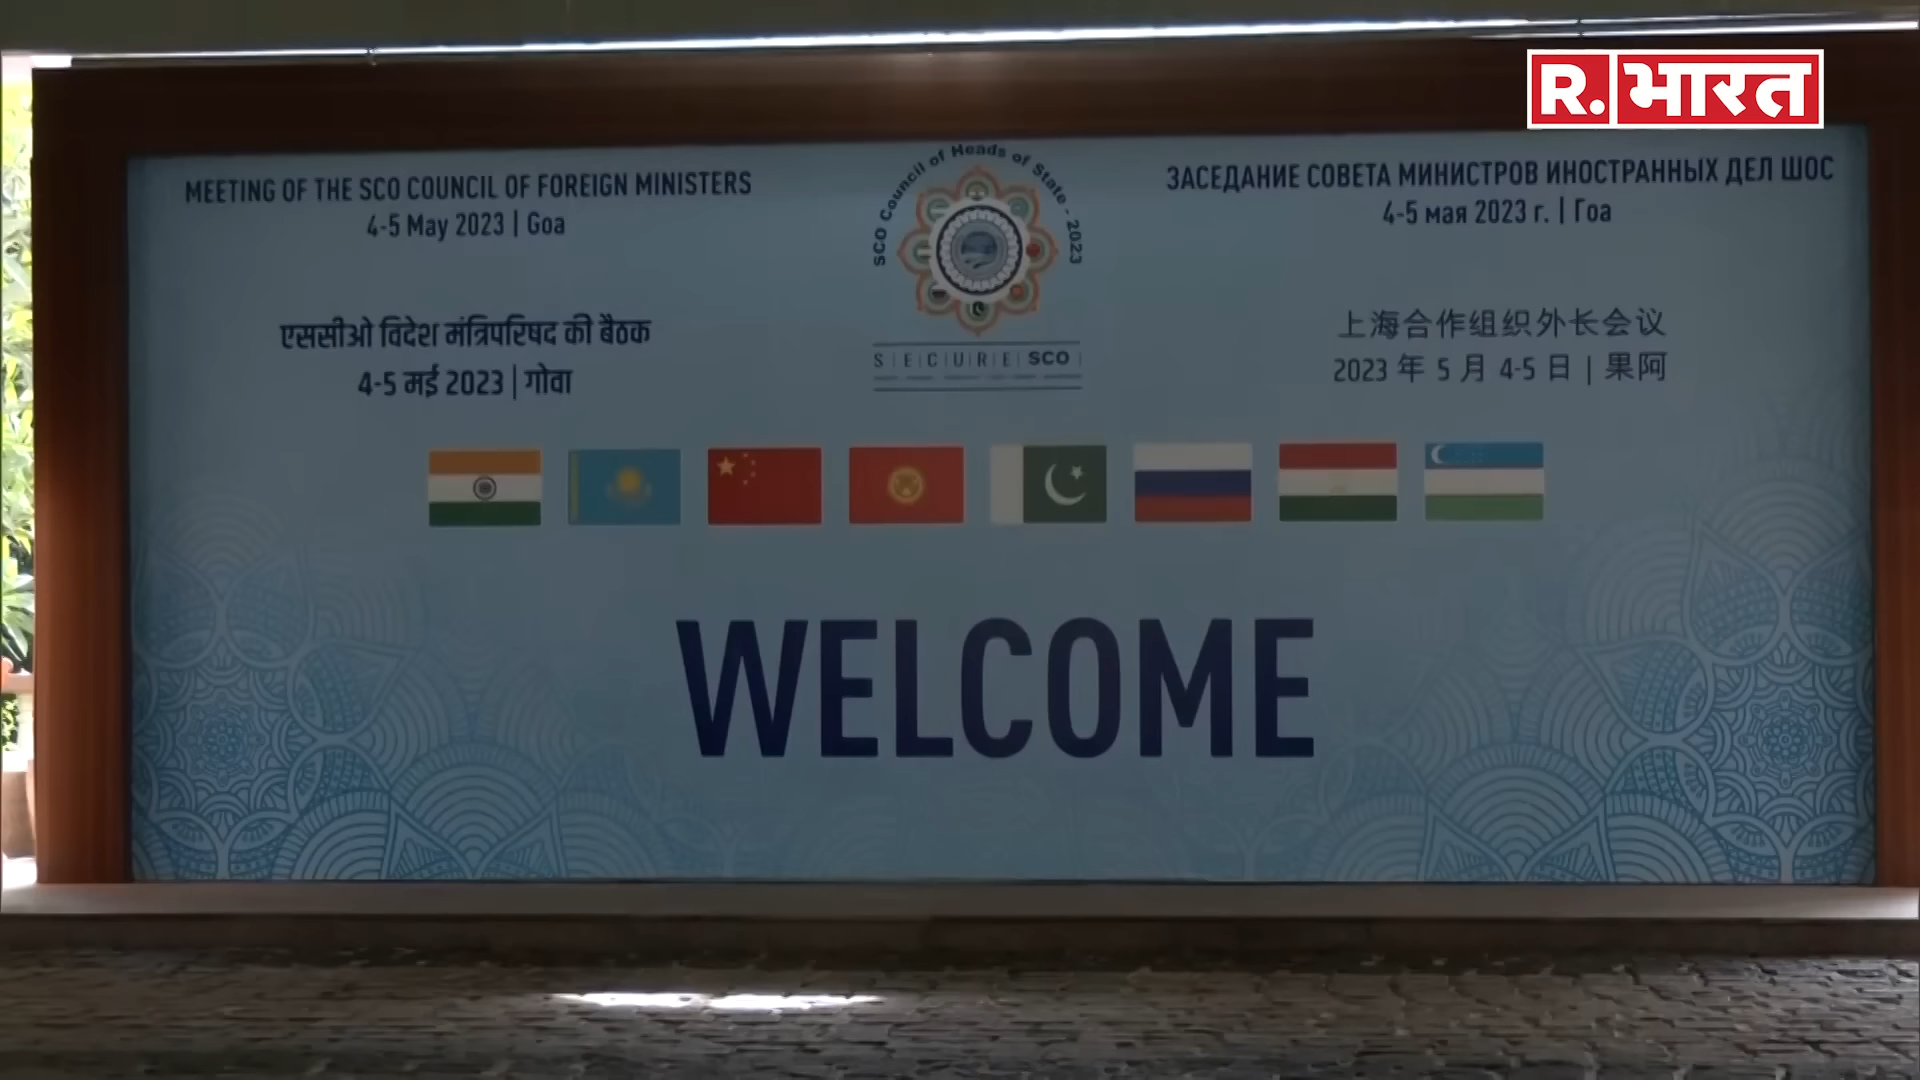 R.भारत
MEETING OF THE SCO COUNCIL OF FOREIGN MINISTERS
4-5 May 2023 | Goa
एससीओ विदेश मंत्रिपरिषद की बैठक
4-5 मई 2023 | गोवा
SCO Council of Heads of State - 2023
S|E|C|U|R|E|SCO
ЗАСЕДАНИЕ СОВЕТА МИНИСТРОВ ИНОСТРАННЫХ ДЕЛ ШОС
4-5 мая 2023 г. | Гоа
上海合作组织外长会议
2023 年 5 月 4-5 日 | 果阿
WELCOME